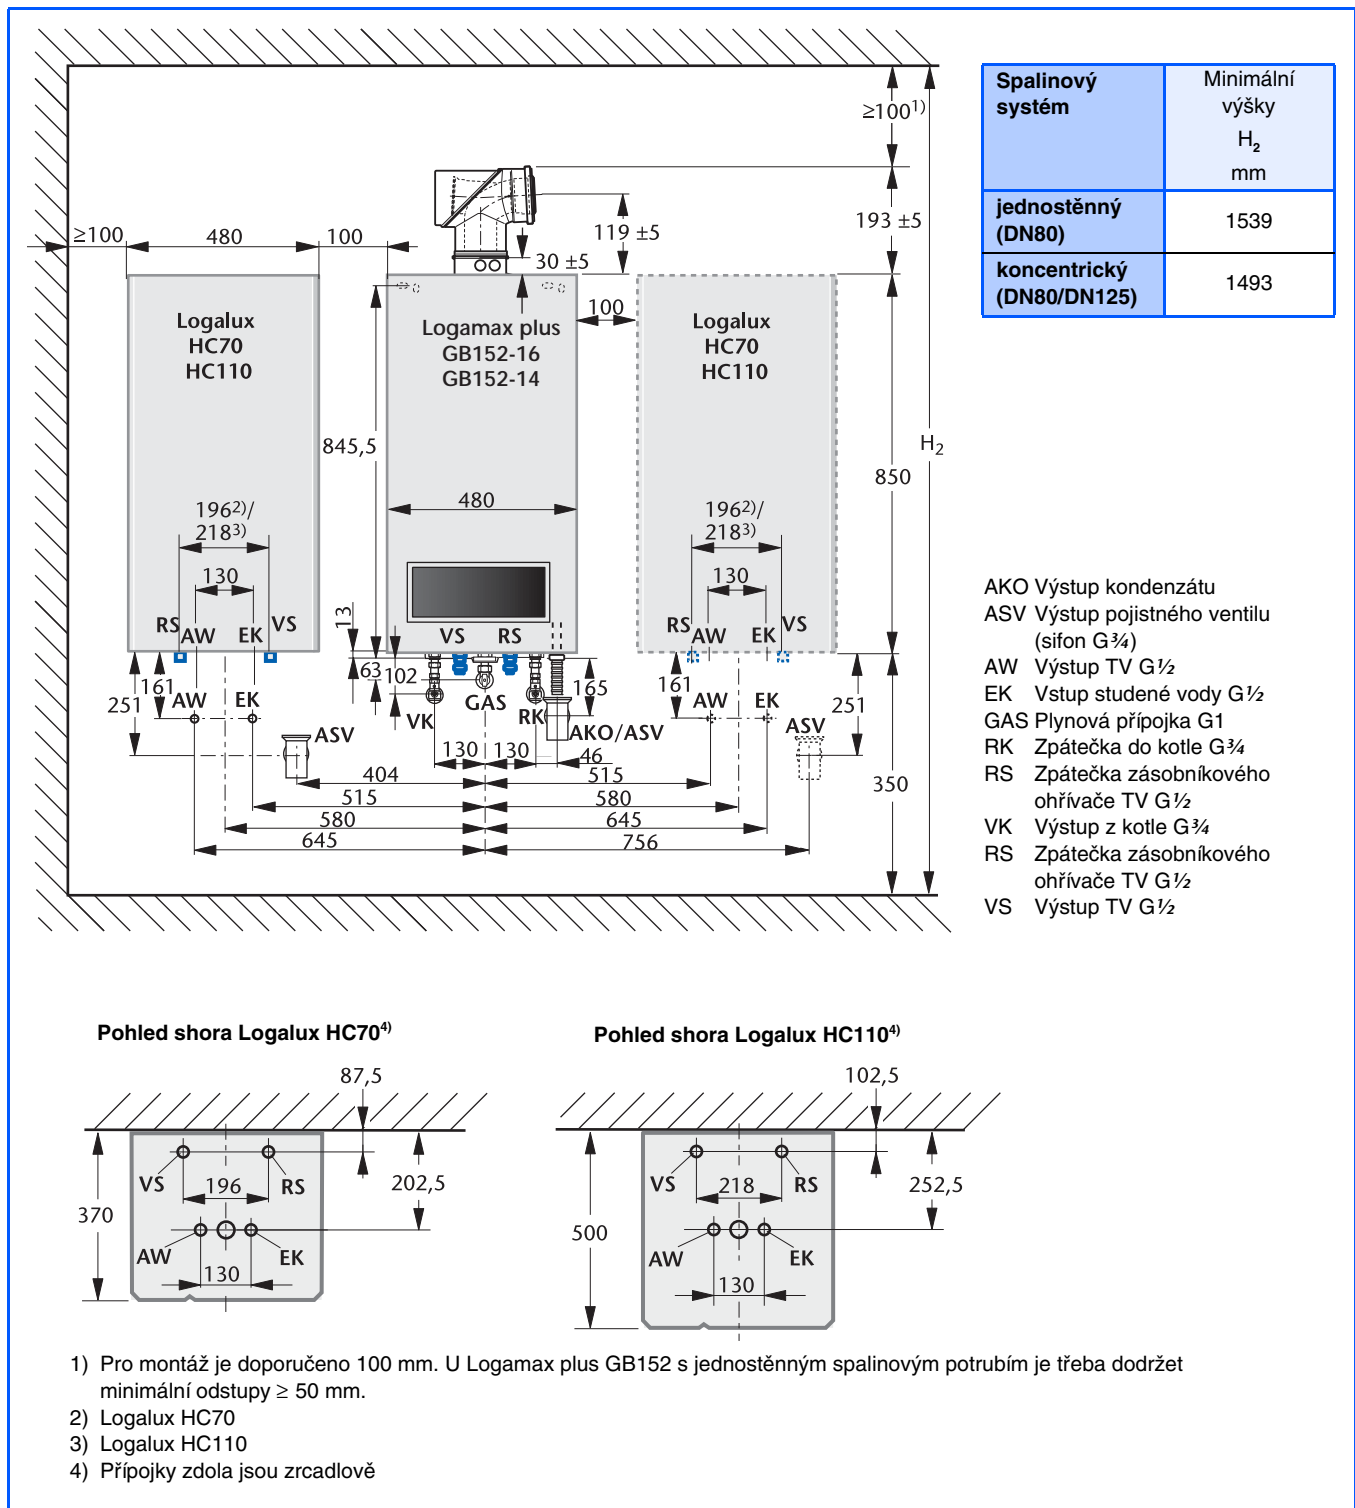 ≥100¹⁾
193 ±5
119 ±5
30 ±5
≥100
480
100
100
Logalux
HC70
HC110
Logamax plus
GB152-16
GB152-14
Logalux
HC70
HC110
845,5
H₂
850
480
196²⁾/
218³⁾
130
196²⁾/
218³⁾
130
13
RS
AW
EK
VS
VS
RS
RS
AW
EK
VS
63
102
161
251
165
161
251
AW
EK
VK
GAS
RK
AKO/ASV
AW
EK
ASV
ASV
130
130
46
404
515
515
580
580
645
645
756
350
Spalinový
systém
Minimální
výšky
H₂
mm
jednostěnný
(DN80)
1539
koncentrický
(DN80/DN125)
1493
AKO Výstup kondenzátu
ASV Výstup pojistného ventilu
(sifon G¾)
AW Výstup TV G½
EK Vstup studené vody G½
GAS Plynová přípojka G1
RK Zpátečka do kotle G¾
RS Zpátečka zásobníkového
ohřívače TV G½
VK Výstup z kotle G¾
RS Zpátečka zásobníkového
ohřívače TV G½
VS Výstup TV G½
Pohled shora Logalux HC70⁴⁾
87,5
VS
196
RS
202,5
370
AW
EK
130
Pohled shora Logalux HC110⁴⁾
102,5
VS
218
RS
252,5
500
AW
EK
130
1) Pro montáž je doporučeno 100 mm. U Logamax plus GB152 s jednostěnným spalinovým potrubím je třeba dodržet
minimální odstupy ≥ 50 mm.
2) Logalux HC70
3) Logalux HC110
4) Přípojky zdola jsou zrcadlově